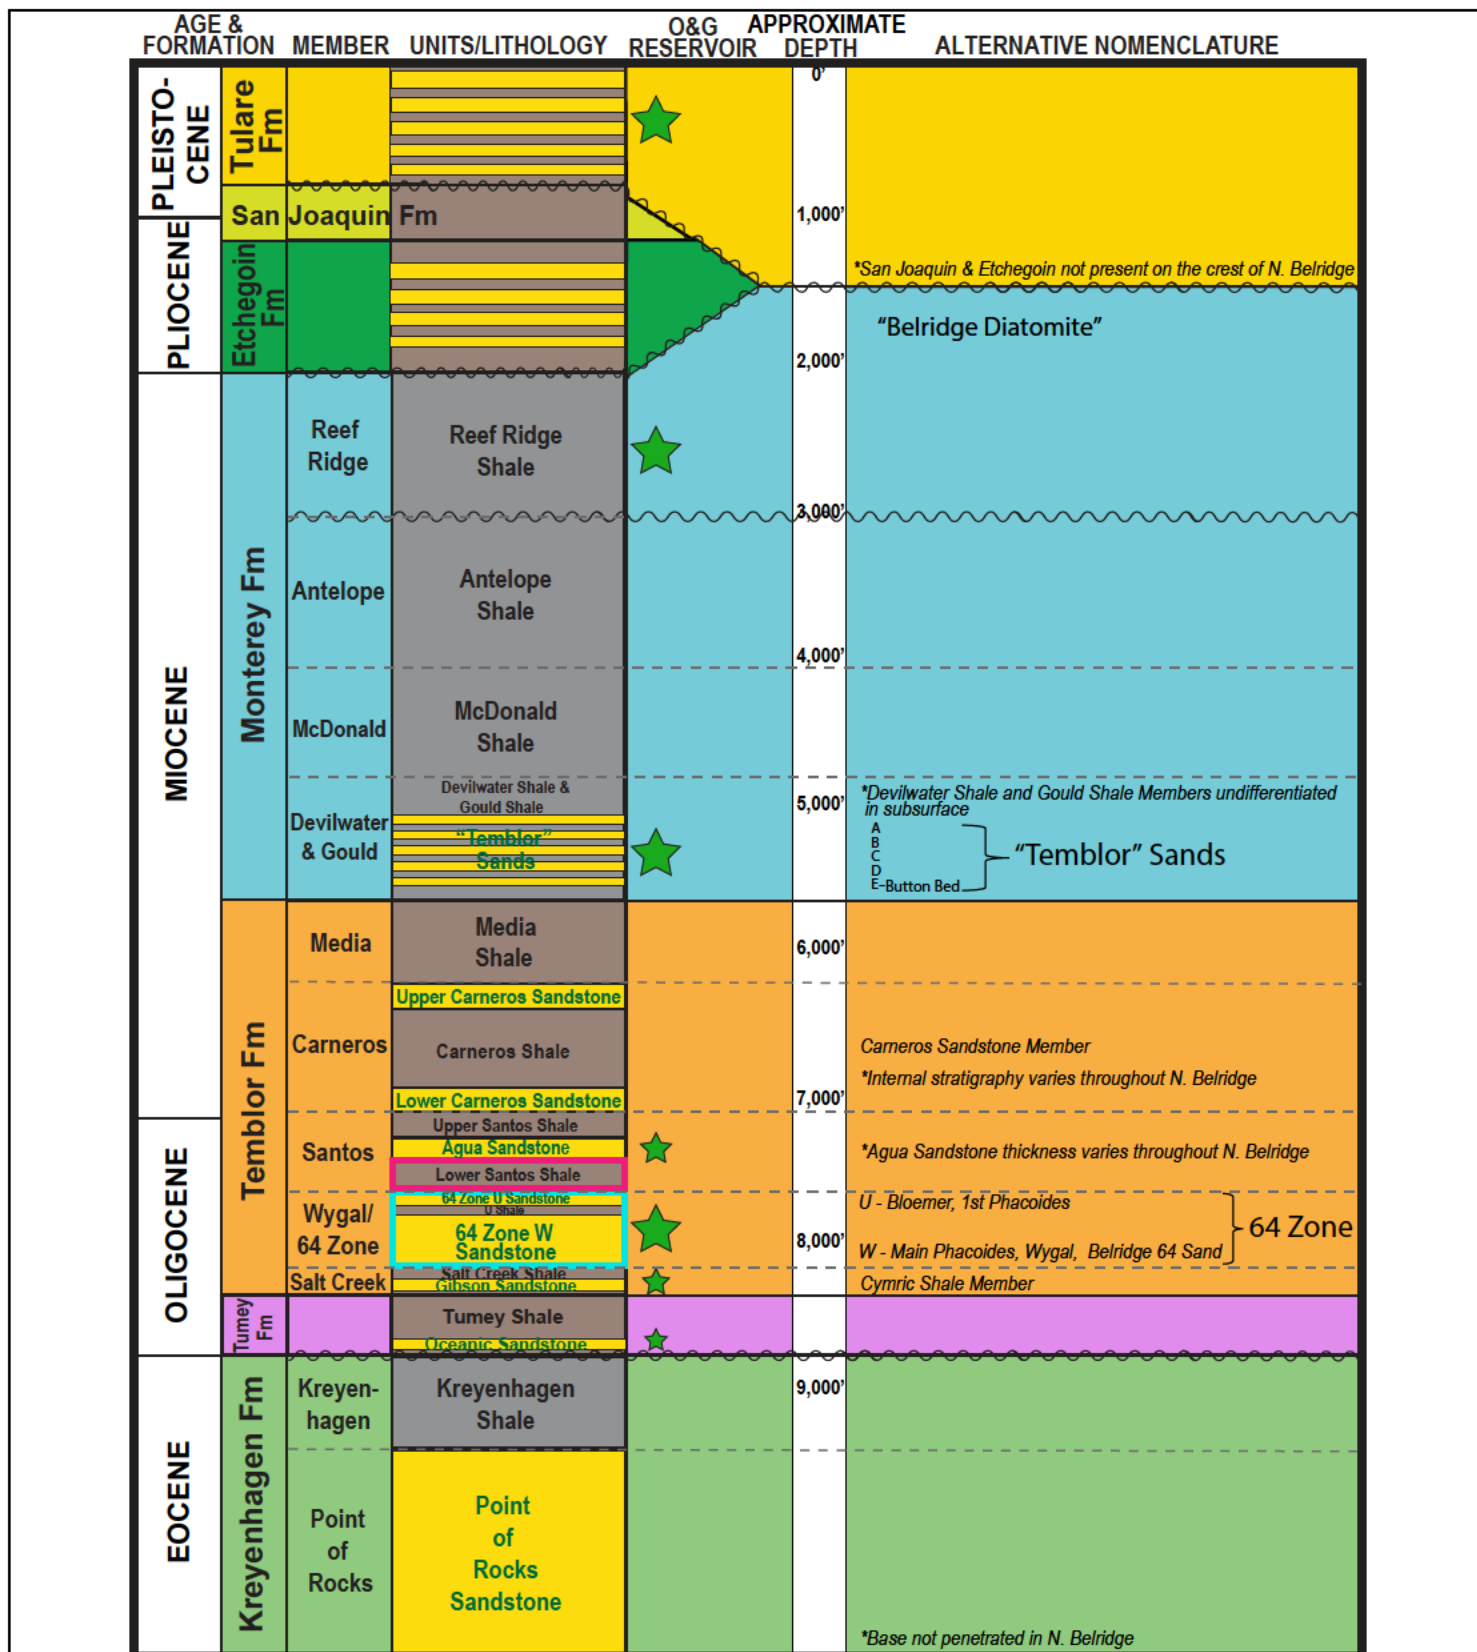 AGE &
FORMATION
MEMBER
UNITS/LITHOLOGY
O&G
RESERVOIR
APPROXIMATE
DEPTH
ALTERNATIVE NOMENCLATURE
PLEISTO-
CENE
Tulare
Fm
0'
San Joaquin Fm
1,000'
PLIOCENE
Etchegoin
Fm
*San Joaquin & Etchegoin not present on the crest of N. Belridge
"Belridge Diatomite"
2,000'
MIOCENE
Monterey Fm
Reef
Ridge
Reef Ridge
Shale
3,000'
Antelope
Antelope
Shale
4,000'
McDonald
McDonald
Shale
Devilwater
& Gould
Devilwater Shale &
Gould Shale
"Temblor"
Sands
5,000'
*Devilwater Shale and Gould Shale Members undifferentiated
in subsurface
A
B
C
D
E-Button Bed
"Temblor" Sands
Temblor Fm
Media
Media
Shale
6,000'
Carneros
Upper Carneros Sandstone
Carneros Shale
Lower Carneros Sandstone
Carneros Sandstone Member
*Internal stratigraphy varies throughout N. Belridge
7,000'
OLIGOCENE
Santos
Upper Santos Shale
Agua Sandstone
Lower Santos Shale
*Agua Sandstone thickness varies throughout N. Belridge
Wygal/
64 Zone
64 Zone U Sandstone
U Shale
64 Zone W
Sandstone
8,000'
U - Bloemer, 1st Phacoides
W - Main Phacoides, Wygal, Belridge 64 Sand
64 Zone
Salt Creek
Salt Creek Shale
Gibson Sandstone
Cymric Shale Member
Tumey
Fm
Tumey Shale
Oceanic Sandstone
EOCENE
Kreyenhagen Fm
Kreyen-
hagen
Kreyenhagen
Shale
9,000'
Point
of
Rocks
Point
of
Rocks
Sandstone
*Base not penetrated in N. Belridge